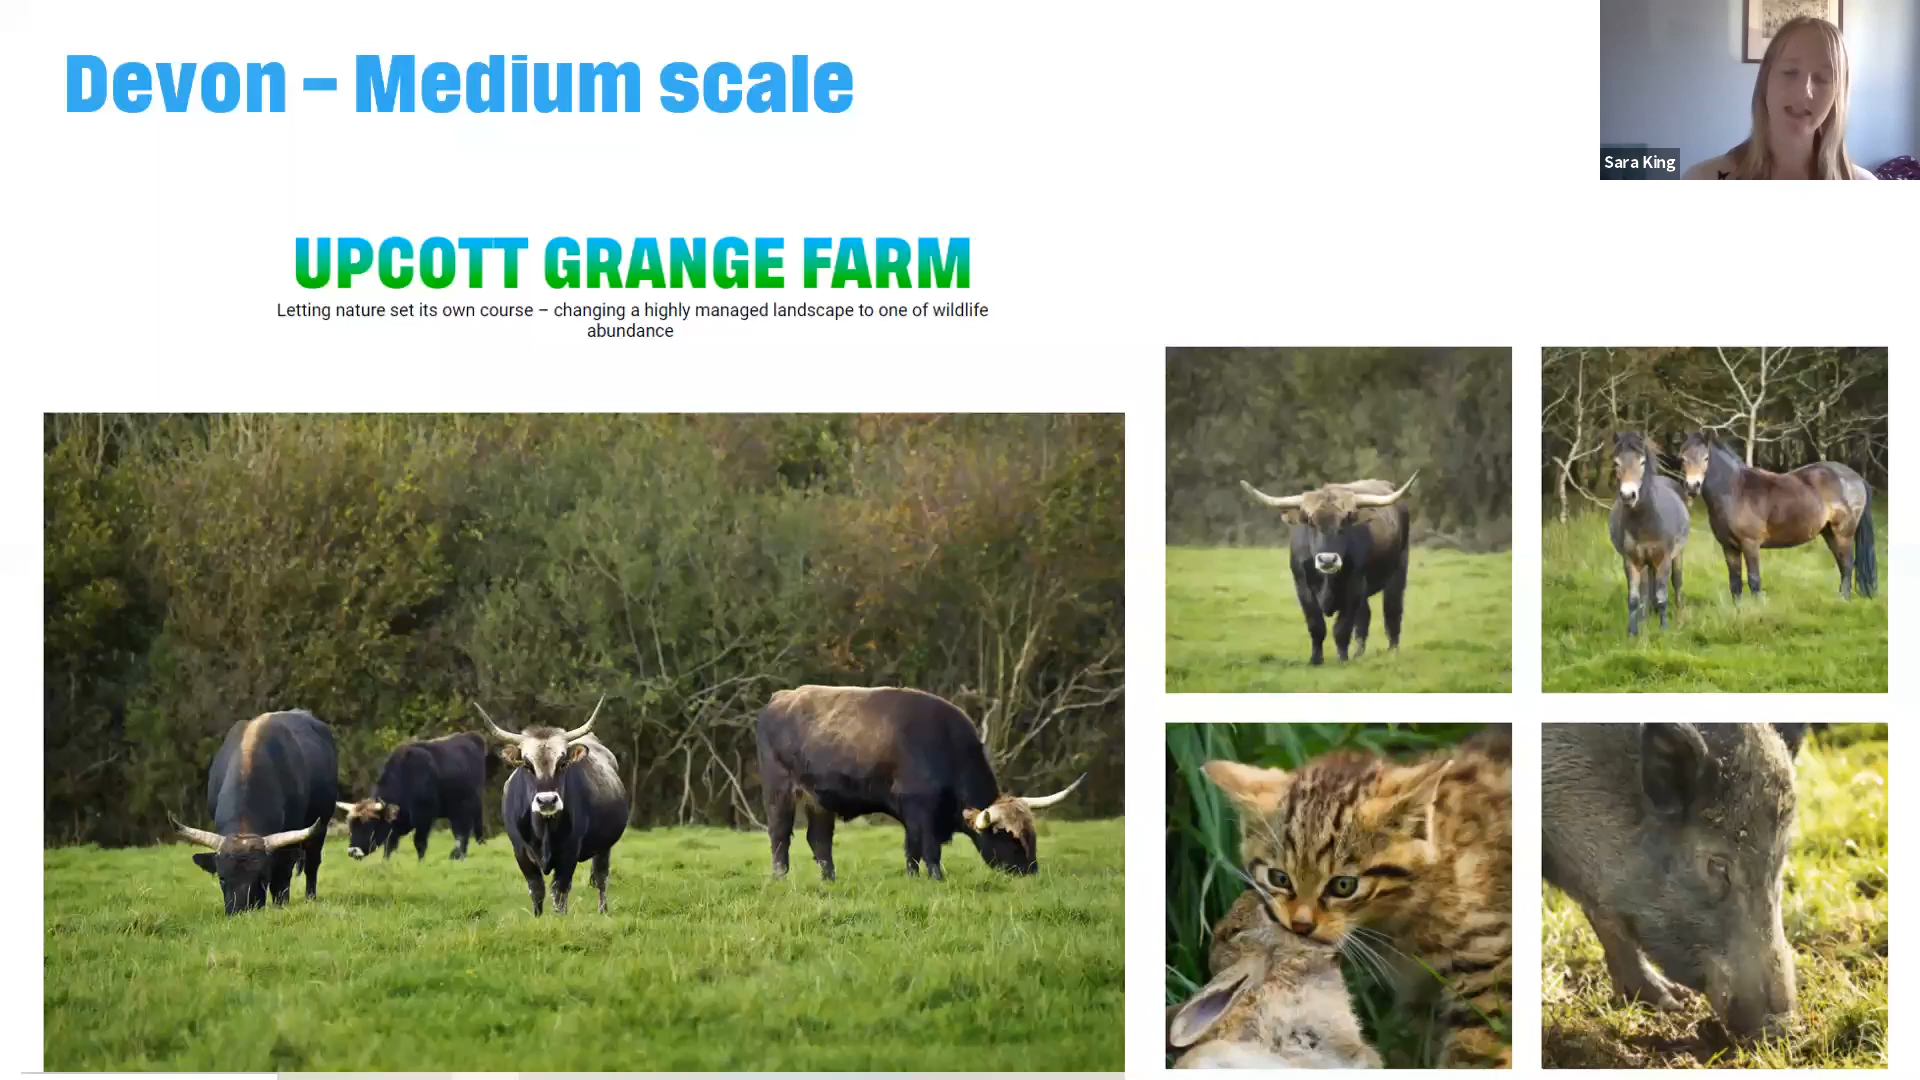 Devon – Medium scale
Sara King
UPCOTT GRANGE FARM
Letting nature set its own course – changing a highly managed landscape to one of wildlife
abundance